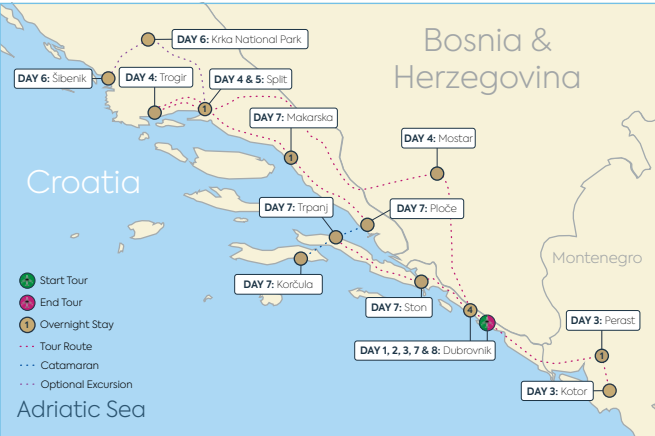 Bosnia &
Herzegovina
DAY 6: Krka National Park
DAY 6: Šibenik
DAY 4: Trogir
DAY 4 & 5: Split
1
DAY 7: Makarska
1
DAY 4: Mostar
Croatia
DAY 7: Trpanj
DAY 7: Ploče
DAY 7: Korčula
Montenegro
DAY 7: Ston
4
DAY 1, 2, 3, 7 & 8: Dubrovnik
DAY 3: Perast
1
DAY 3: Kotor
Start Tour
End Tour
1 Overnight Stay
Tour Route
Catamaran
Optional Excursion
Adriatic Sea